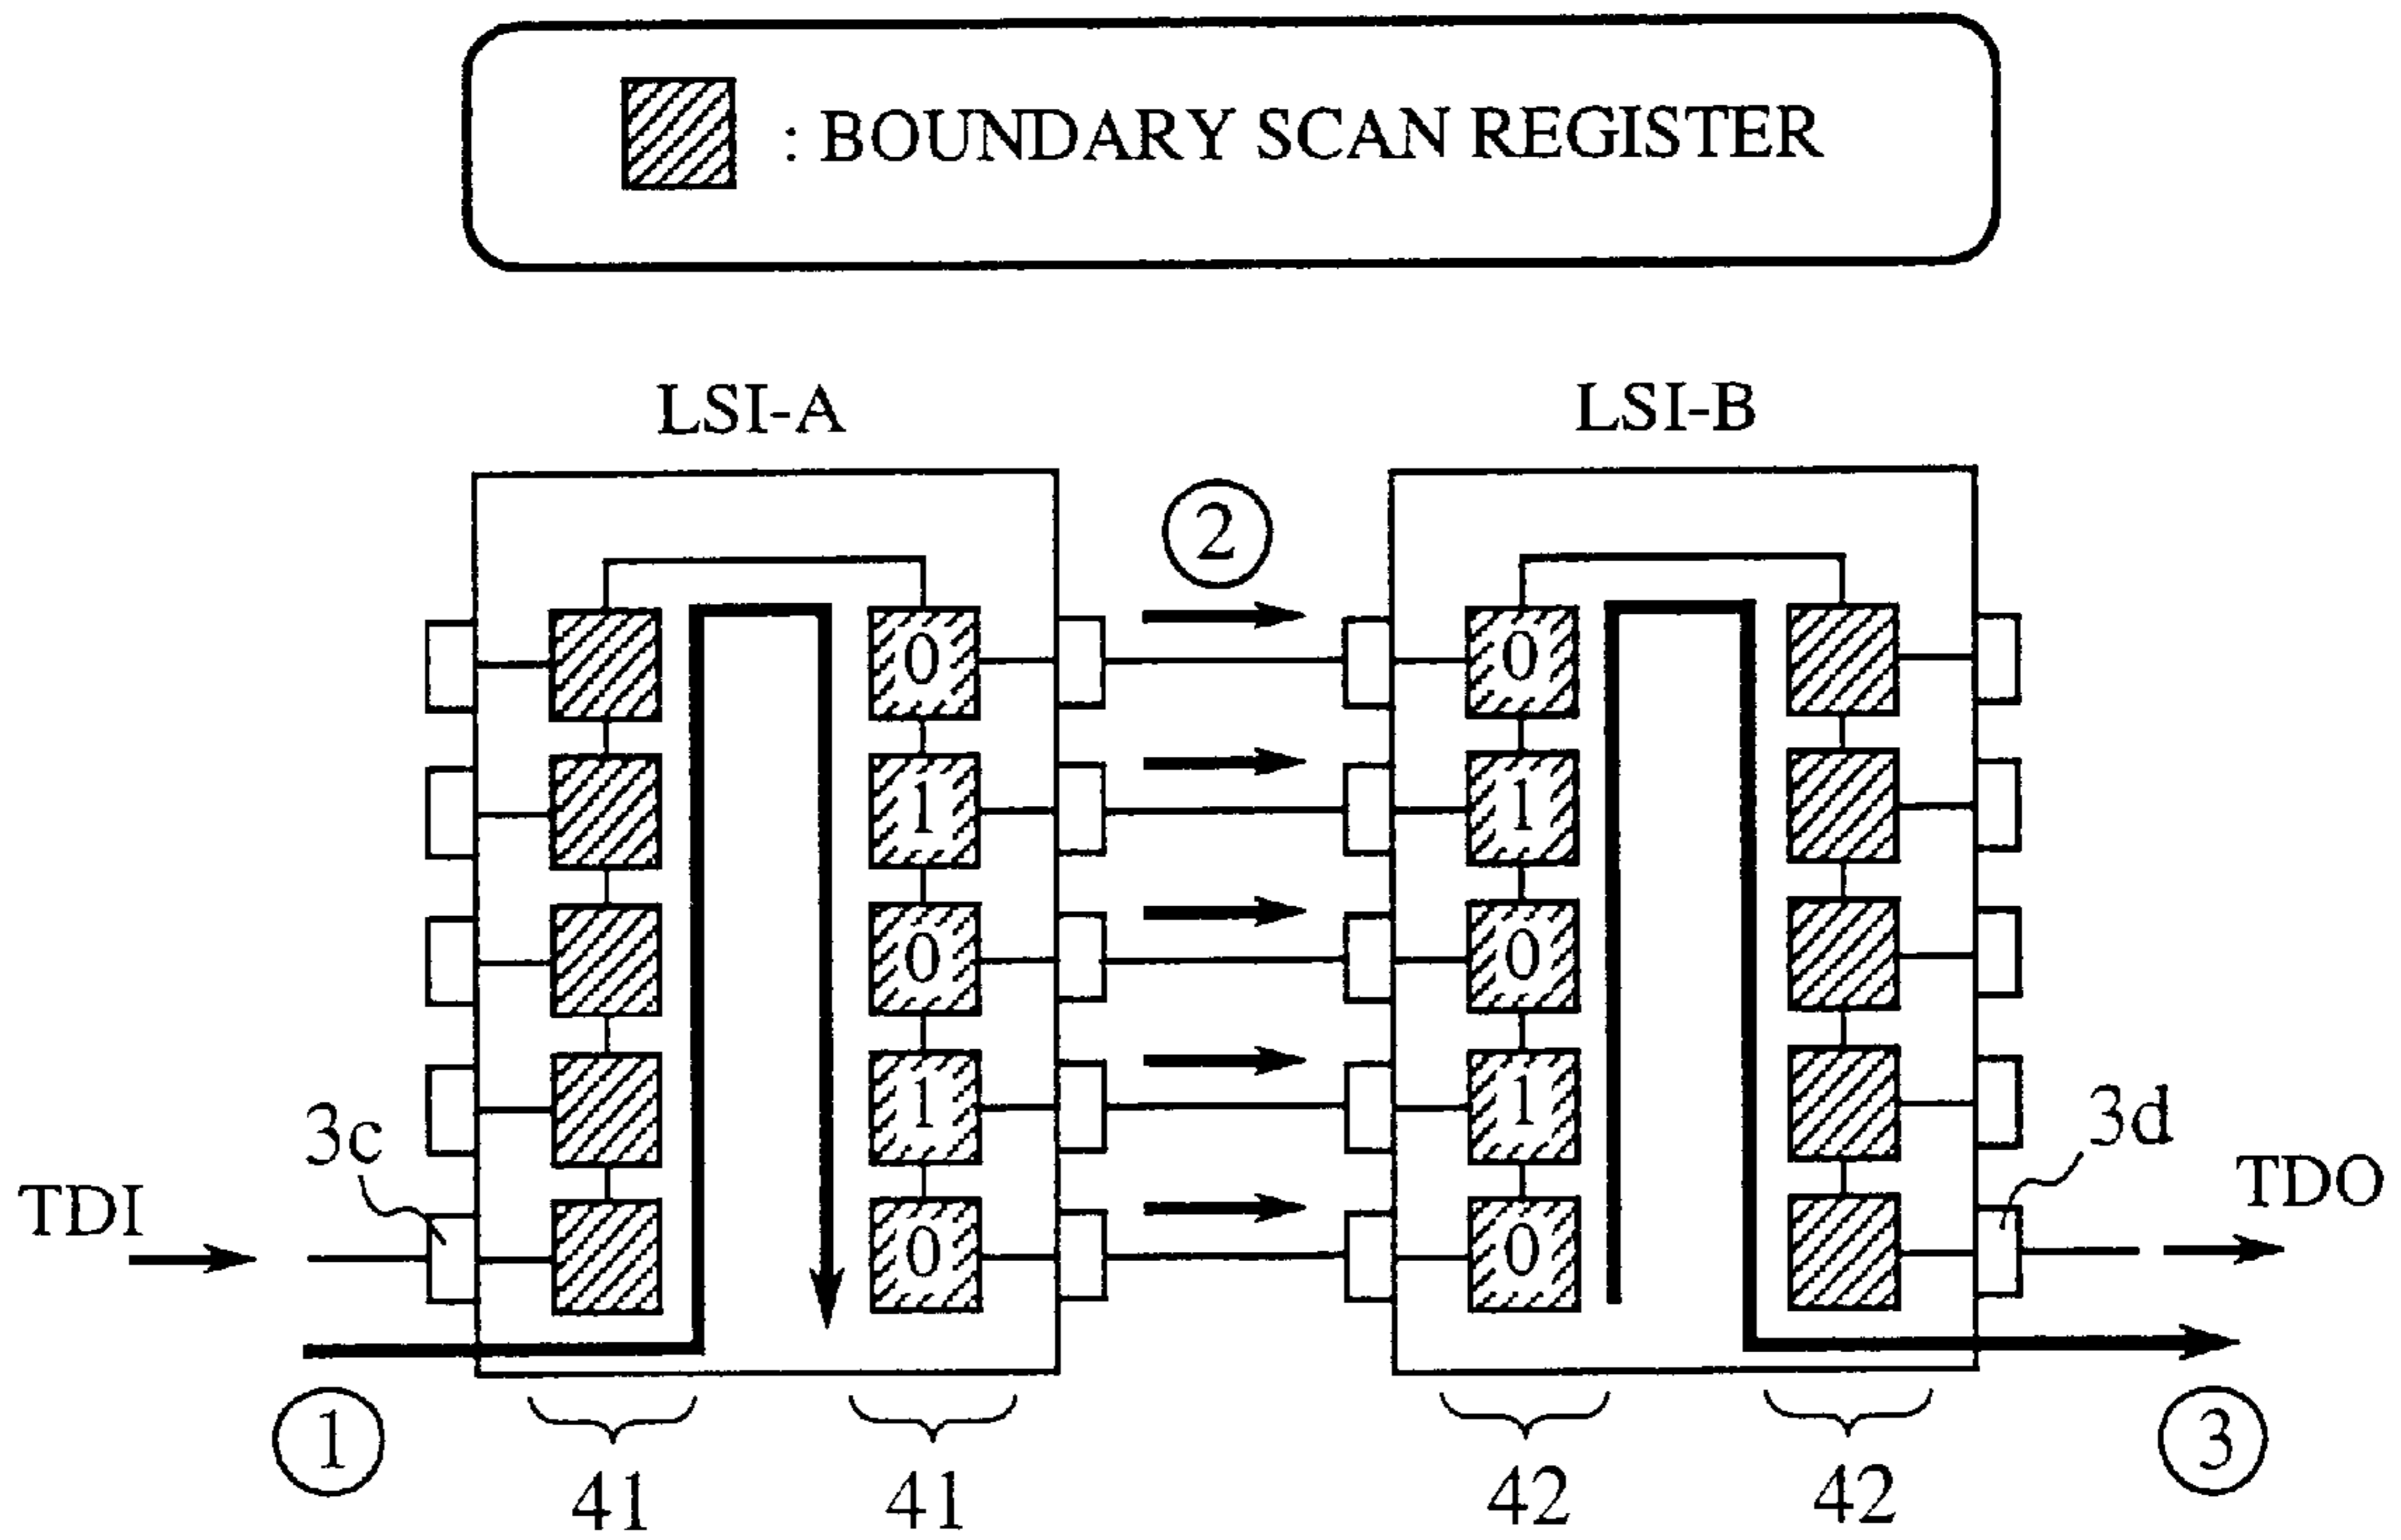 : BOUNDARY SCAN REGISTER
LSI-A
LSI-B
2
0
0
1
1
0
0
1
1
3c
3d
TDI
TDO
0
0
1
3
41
41
42
42